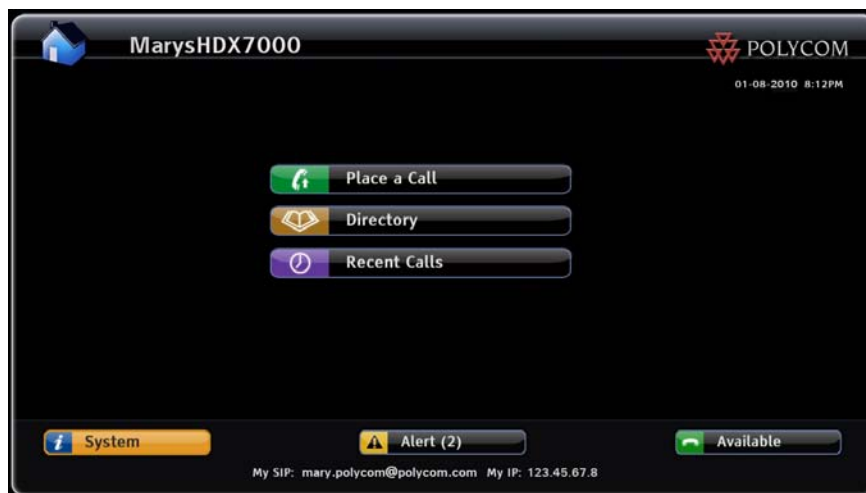 MarysHDX7000
POLYCOM
01-08-2010 8:12PM
Place a Call
Directory
Recent Calls
i System
Alert (2)
Available
My SIP: mary.polycom@polycom.com My IP: 123.45.67.8